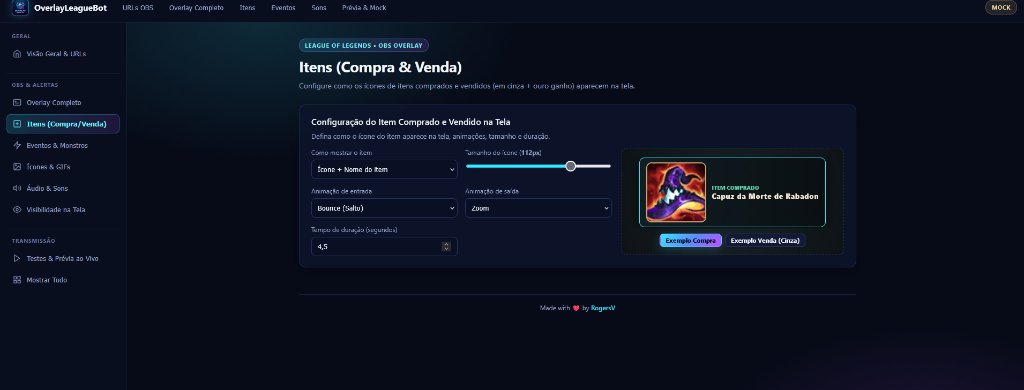 OverlayLeagueBot
URLs OBS
Overlay Completo
Itens
Eventos
Sons
Prévia & Mock
MOCK
GERAL
Visão Geral & URLs
OBS & ALERTAS
Overlay Completo
Itens (Compra/Venda)
Eventos & Monstros
Ícones & GIFs
Áudio & Sons
Visibilidade na Tela
TRANSMISSÃO
Testes & Prévia ao Vivo
Mostrar Tudo
LEAGUE OF LEGENDS • OBS OVERLAY
Itens (Compra & Venda)
Configure como os ícones de itens comprados e vendidos (em cinza + ouro ganho) aparecem na tela.
Configuração do Item Comprado e Vendido na Tela
Defina como o ícone do item aparece na tela, animações, tamanho e duração.
Como mostrar o item
Ícone + Nome do Item
Tamanho do ícone (112px)
Animação de entrada
Bounce (Salto)
Animação de saída
Zoom
Tempo de duração (segundos)
4,5
ITEM COMPRADO
Capuz da Morte de Rabadon
Exemplo Compra
Exemplo Venda (Cinza)
Made with ❤️ by RogersV